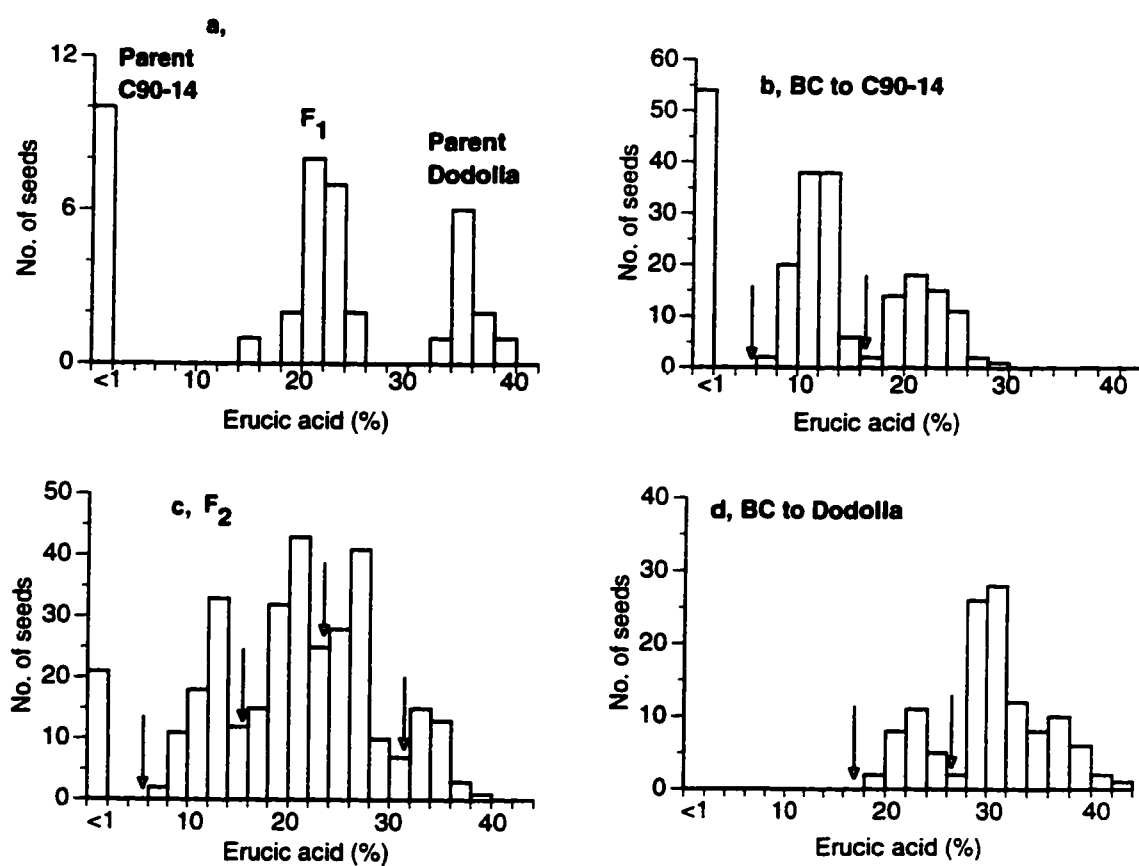 a,
Parent
C90-14
F1
Parent
Dodolla
No. of seeds
12
6
0
<1 10 20 30 40
Erucic acid (%)
b, BC to C90-14
No. of seeds
60
50
40
30
20
10
0
<1 10 20 30 40
Erucic acid (%)
c, F2
No. of seeds
50
40
30
20
10
0
<1 10 20 30 40
Erucic acid (%)
d, BC to Dodolla
No. of seeds
40
30
20
10
0
<1 10 20 30 40
Erucic acid (%)